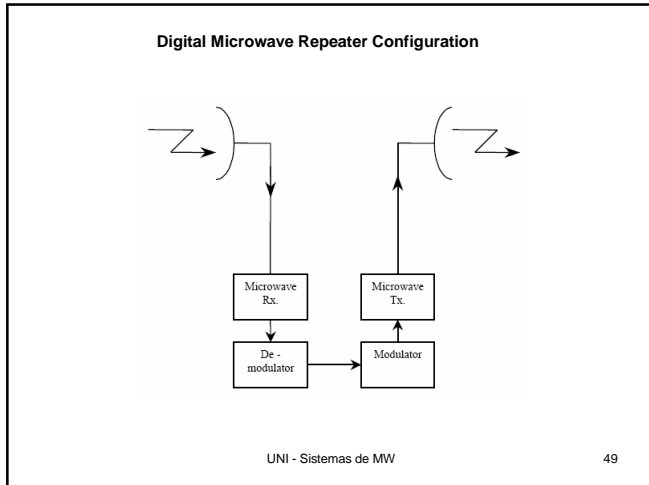 Digital Microwave Repeater Configuration
Microwave
Rx.
Microwave
Tx.
De -
modulator
Modulator
UNI - Sistemas de MW
49